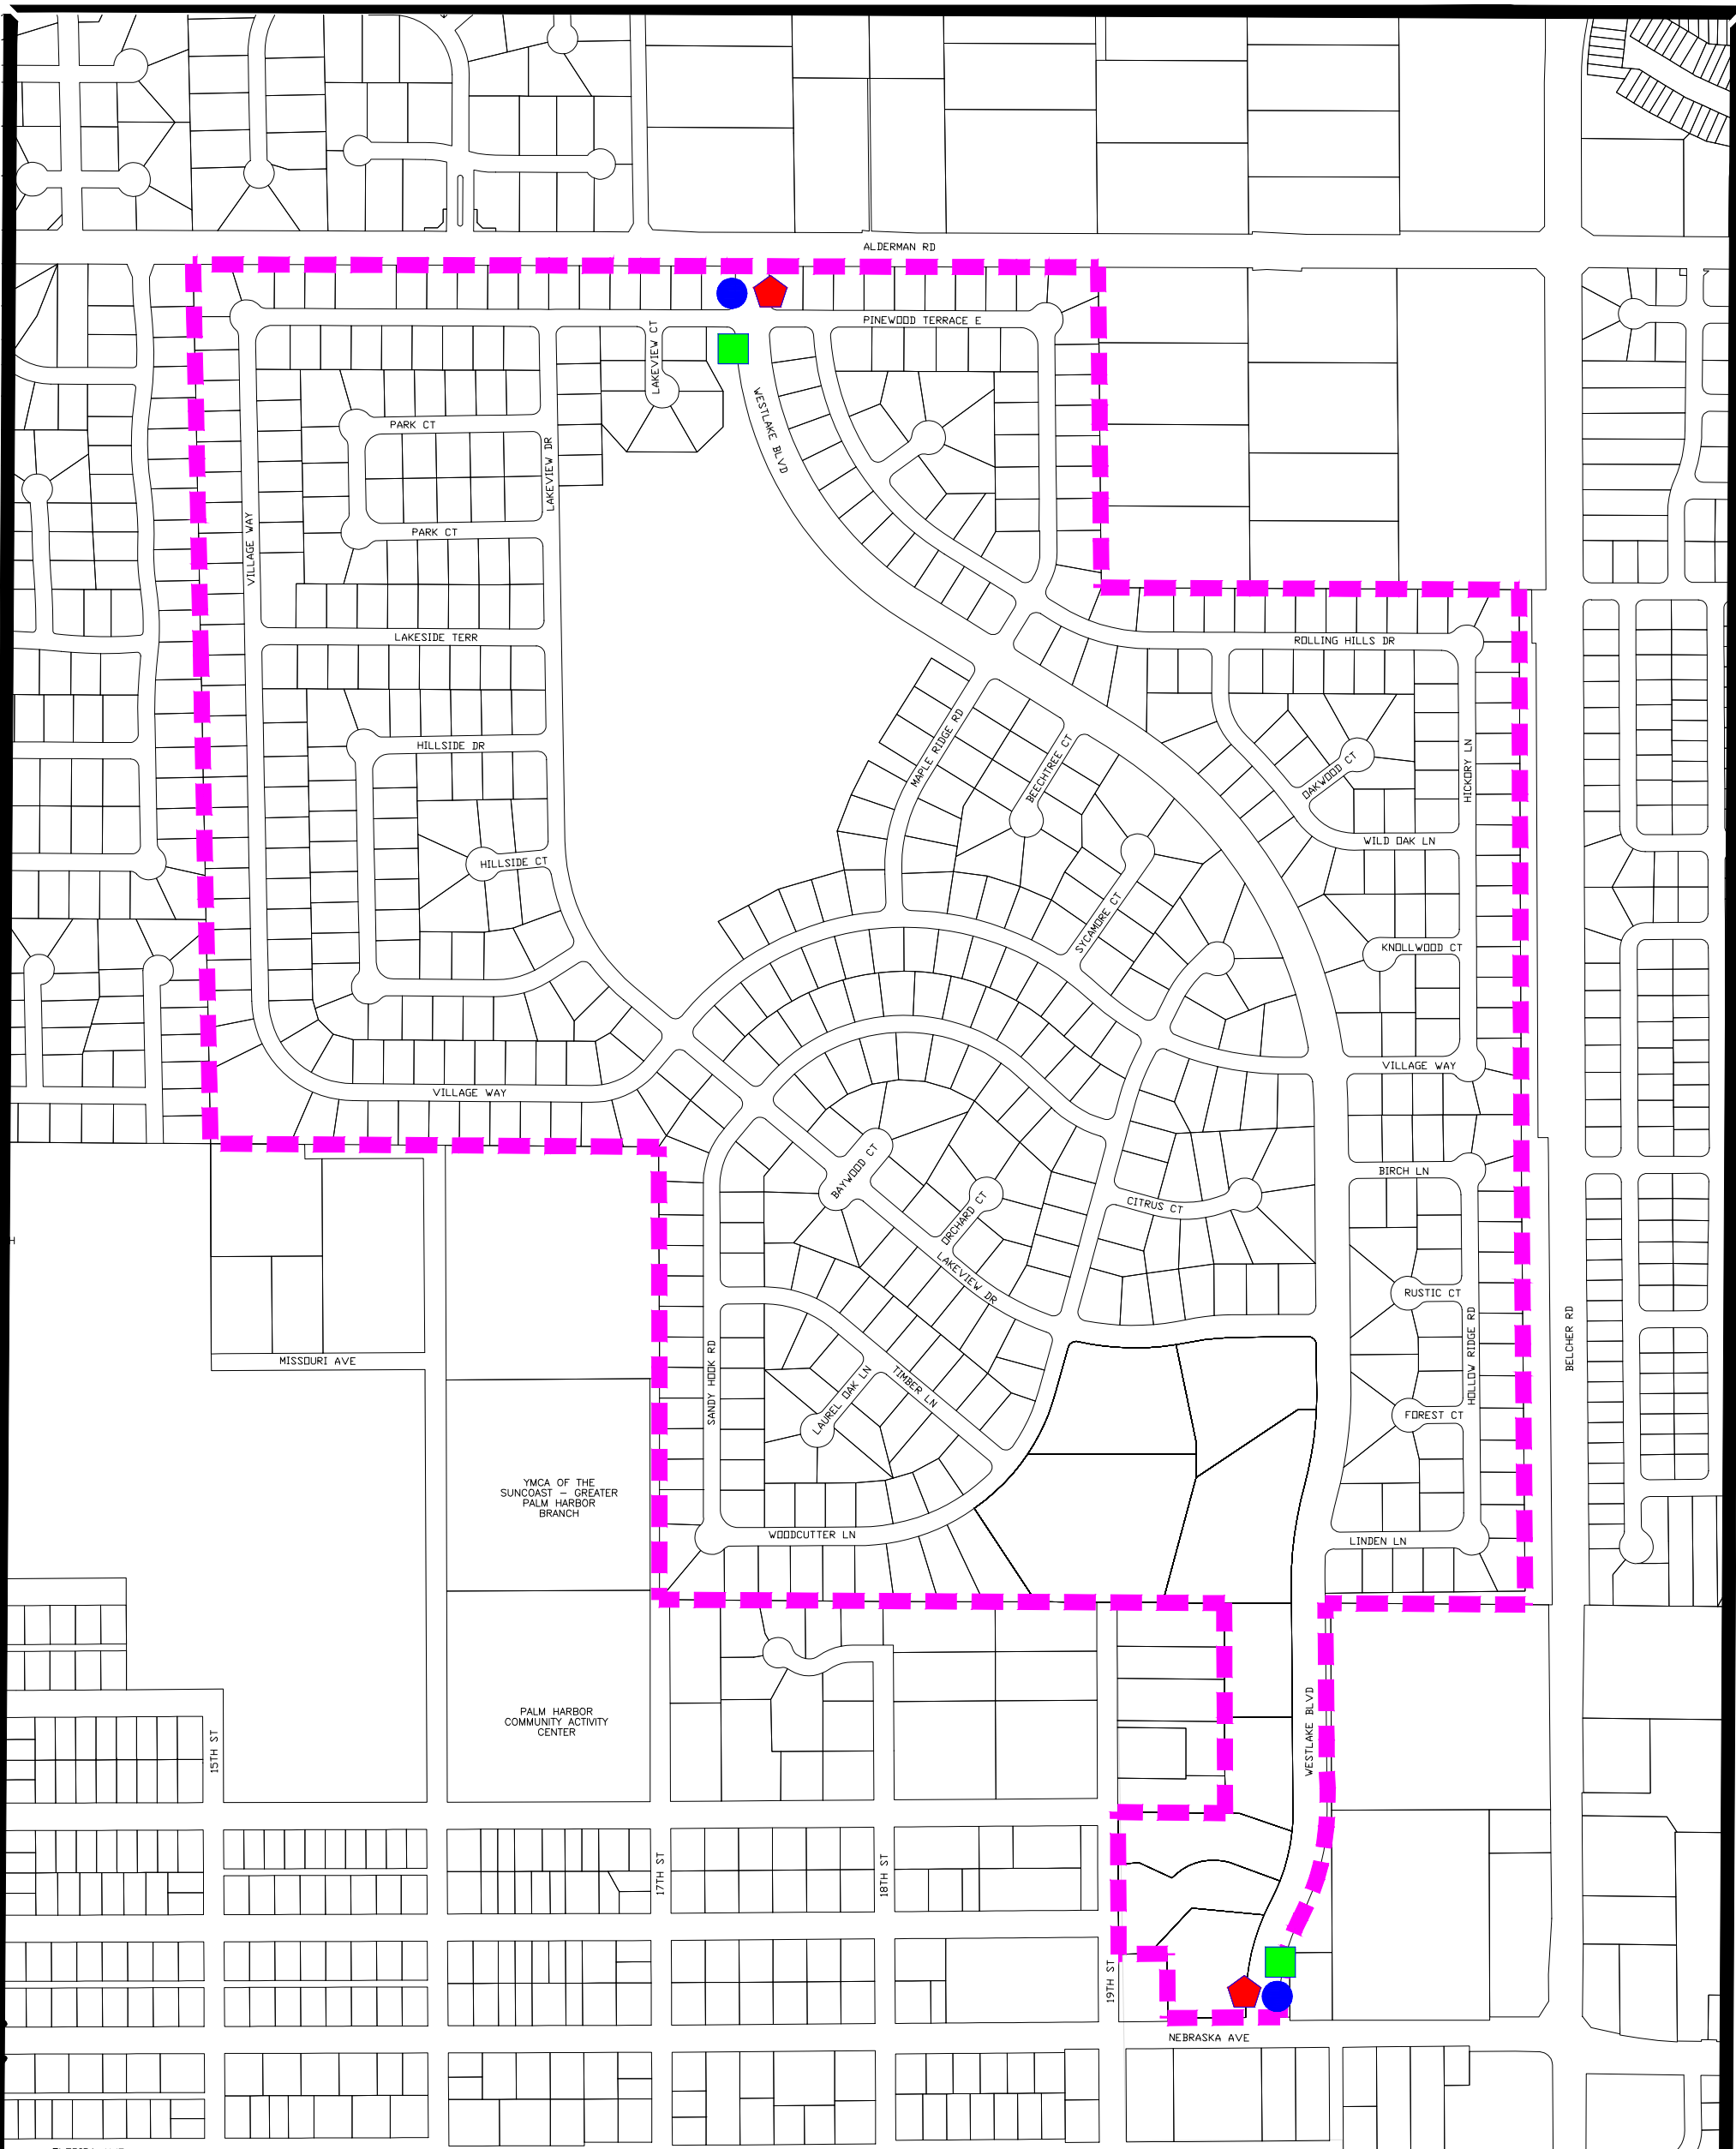 ALDERMAN RD
PINEWOOD TERRACE E
LAKEVIEW CT
WESTLAKE BLVD
PARK CT
LAKEVIEW DR
VILLAGE WAY
PARK CT
LAKESIDE TERR
ROLLING HILLS DR
HILLSIDE DR
MAPLE RIDGE RD
BEECHTREE CT
OAKWOOD CT
HICKORY LN
WILD OAK LN
HILLSIDE CT
SYCAMORE CT
KNOLLWOOD CT
VILLAGE WAY
VILLAGE WAY
BAYWOOD CT
BIRCH LN
ORCHARD CT
CITRUS CT
H
LAKEVIEW DR
RUSTIC CT
HOLLOW RIDGE RD
BELCHER RD
MISSOURI AVE
SANDY HOOK RD
LAUREL OAK LN
TIMBER LN
FOREST CT
YMCA OF THE
SUNCOAST – GREATER
PALM HARBOR
BRANCH
WOODCUTTER LN
LINDEN LN
PALM HARBOR
COMMUNITY ACTIVITY
CENTER
15TH ST
WESTLAKE BLVD
17TH ST
18TH ST
19TH ST
NEBRASKA AVE